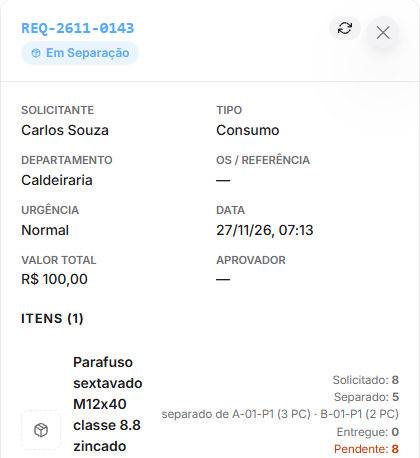 REQ-2611-0143
Em Separação
SOLICITANTE
Carlos Souza
TIPO
Consumo
DEPARTAMENTO
Caldeiraria
OS / REFERÊNCIA
—
URGÊNCIA
Normal
DATA
27/11/26, 07:13
VALOR TOTAL
R$ 100,00
APROVADOR
—
ITENS (1)
Parafuso
sextavado
M12x40
classe 8.8
zincado
Solicitado: 8
Separado: 5
separado de A-01-P1 (3 PC) · B-01-P1 (2 PC)
Entregue: 0
Pendente: 8